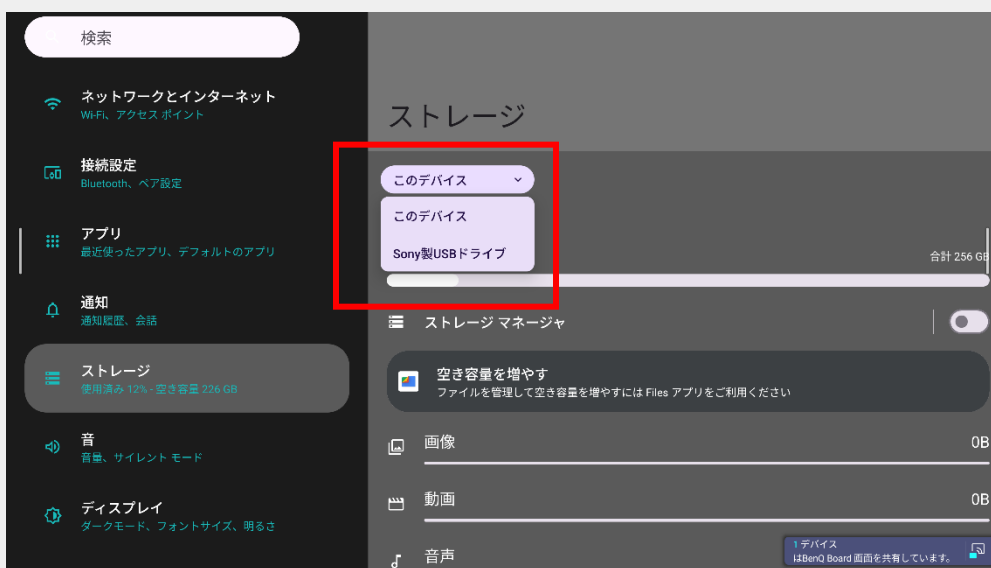 検索
ネットワークとインターネット
Wi-Fi、アクセス ポイント
接続設定
Bluetooth、ペア設定
アプリ
最近使ったアプリ、デフォルトのアプリ
通知
通知履歴、会話
ストレージ
使用済み 12% - 空き容量 226 GB
音
音量、サイレント モード
ディスプレイ
ダークモード、フォントサイズ、明るさ
ストレージ
このデバイス
このデバイス
Sony製USBドライブ
合計 256 GB
ストレージ マネージャ
空き容量を増やす
ファイルを管理して空き容量を増やすには Files アプリをご利用ください
画像
0B
動画
0B
音声
1 デバイス
はBenQ Board 画面を共有しています。